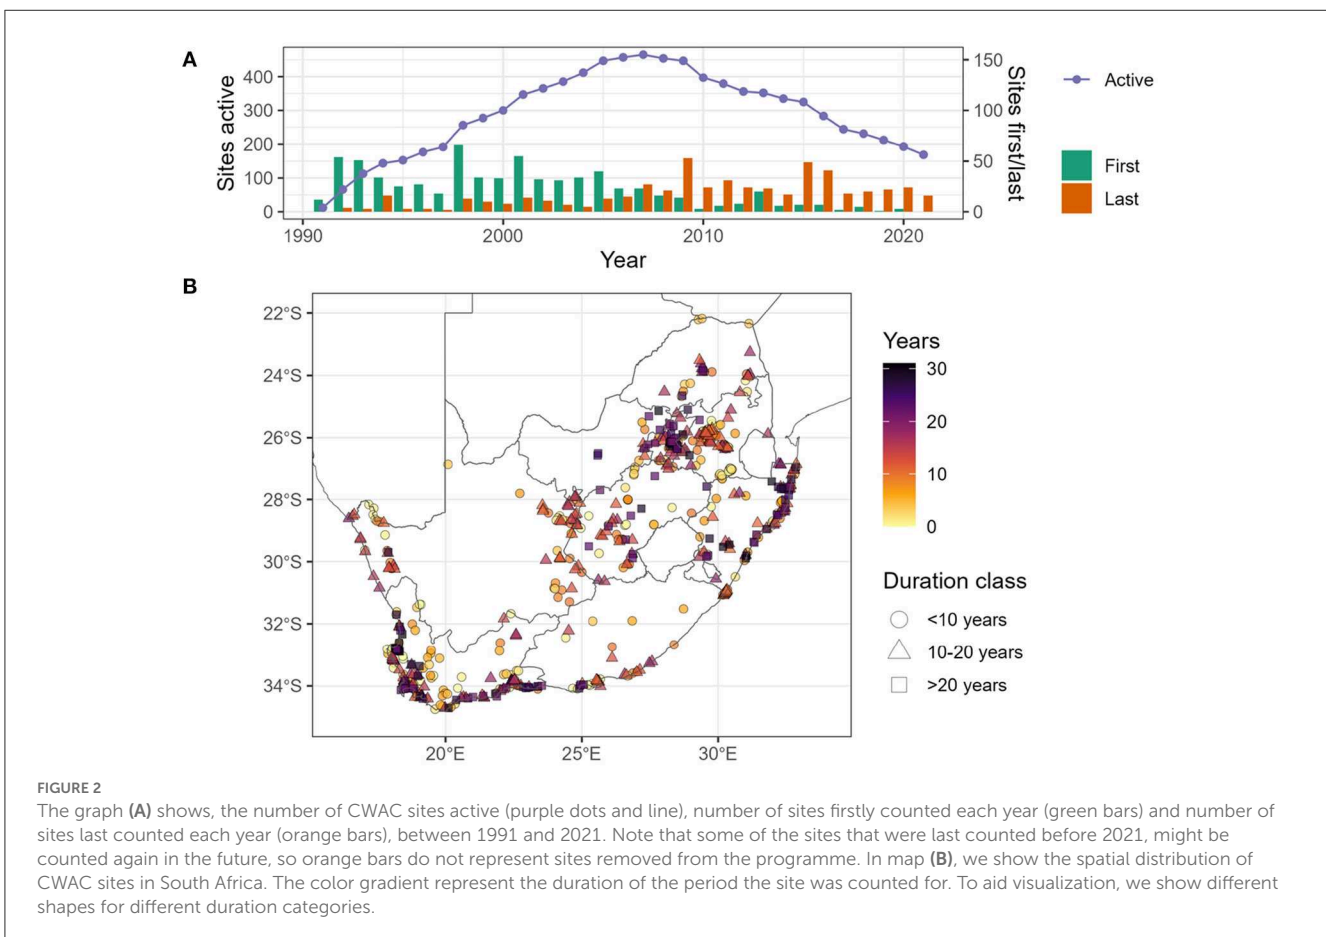 A
Sites active
400
300
200
100
0
150
100
50
0
Sites first/last
1990
2000
2010
2020
Year
Active
First
Last
B
22°S
24°S
26°S
28°S
30°S
32°S
34°S
20°E
25°E
30°E
Years
30
20
10
0
Duration class
<10 years
10-20 years
>20 years
FIGURE 2
The graph (A) shows, the number of CWAC sites active (purple dots and line), number of sites firstly counted each year (green bars) and number of
sites last counted each year (orange bars), between 1991 and 2021. Note that some of the sites that were last counted before 2021, might be
counted again in the future, so orange bars do not represent sites removed from the programme. In map (B), we show the spatial distribution of
CWAC sites in South Africa. The color gradient represent the duration of the period the site was counted for. To aid visualization, we show different
shapes for different duration categories.